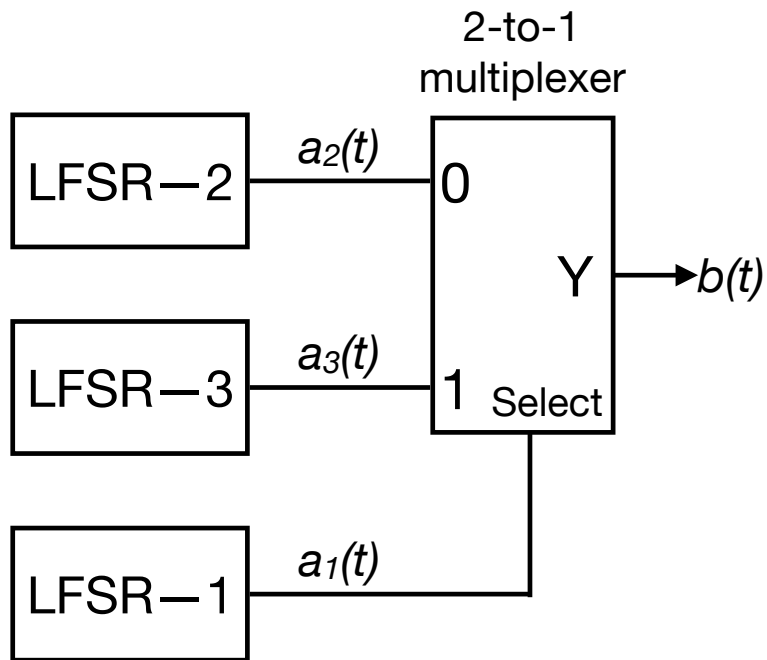 2-to-1
multiplexer
LFSR—2
a₂(t)
0
Y
b(t)
LFSR—3
a₃(t)
1
Select
LFSR—1
a₁(t)